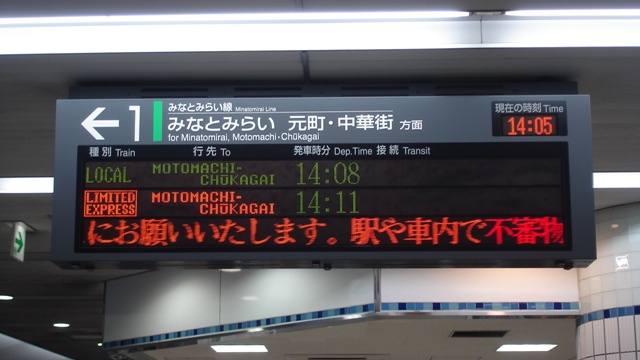 みなとみらい線 Minatomirai Line
← 1 みなとみらい 元町・中華街 方面
for Minatomirai, Motomachi-Chūkagai
現在の時刻 Time
14:05
種別 Train 行先 To 発車時分 Dep.Time 接続 Transit
LOCAL MOTOMACHI-CHŪKAGAI 14:08
LIMITED EXPRESS MOTOMACHI-CHŪKAGAI 14:11
にお願いいたします。駅や車内で不審物